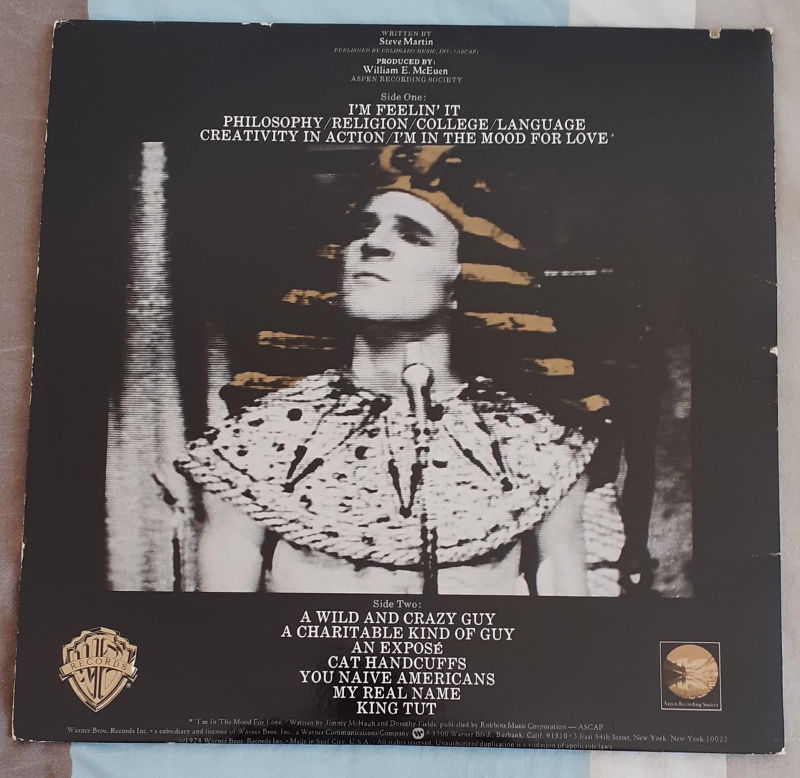 WRITTEN BY
Steve Martin
PUBLISHED BY COLORADO MUSIC, INC. (ASCAP)
PRODUCED BY:
William E. McEuen
ASPEN RECORDING SOCIETY
Side One:
I'M FEELIN' IT
PHILOSOPHY/RELIGION/COLLEGE/LANGUAGE
CREATIVITY IN ACTION/I'M IN THE MOOD FOR LOVE*
Side Two:
A WILD AND CRAZY GUY
A CHARITABLE KIND OF GUY
AN EXPOSÉ
CAT HANDCUFFS
YOU NAIVE AMERICANS
MY REAL NAME
KING TUT
RECORDS
®
Aspen Recording Society
*"I'm In The Mood For Love," Written by Jimmy McHugh and Dorothy Fields, published by Robbins Music Corporation — ASCAP
Warner Bros. Records Inc. • a subsidiary and licensee of Warner Bros. Inc. a Warner Communications Company • 3300 Warner Blvd., Burbank, Calif. 91510 • 3 East 54th Street, New York, New York 10022
©1978 Warner Bros. Records Inc. • Made in Surf City, U.S.A. • All rights reserved. Unauthorized duplication is a violation of applicable laws.